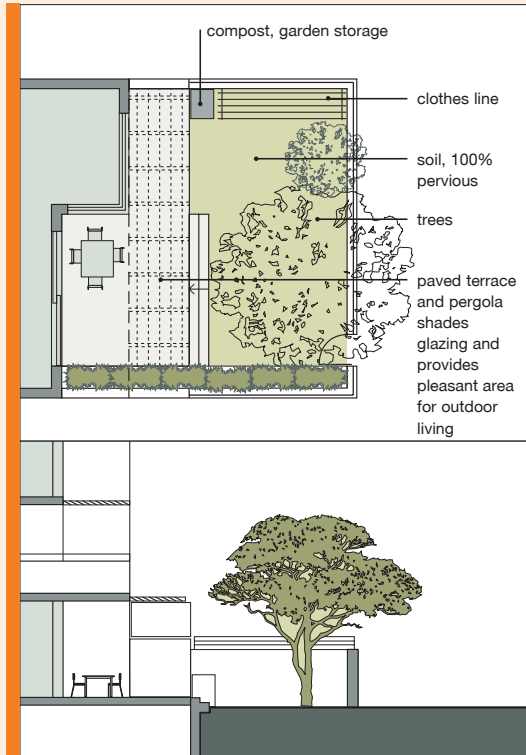 compost, garden storage
clothes line
soil, 100%
pervious
trees
paved terrace
and pergola
shades
glazing and
provides
pleasant area
for outdoor
living